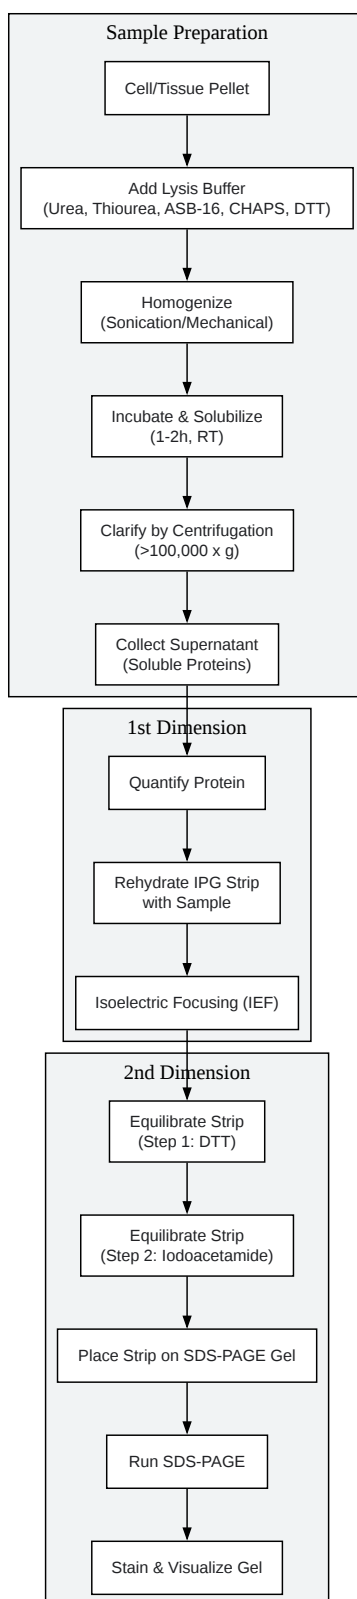 Sample Preparation
Cell/Tissue Pellet
Add Lysis Buffer
(Urea, Thiourea, ASB-16, CHAPS, DTT)
Homogenize
(Sonication/Mechanical)
Incubate & Solubilize
(1-2h, RT)
Clarify by Centrifugation
(>100,000 x g)
Collect Supernatant
(Soluble Proteins)
1st Dimension
Quantify Protein
Rehydrate IPG Strip
with Sample
Isoelectric Focusing (IEF)
2nd Dimension
Equilibrate Strip
(Step 1: DTT)
Equilibrate Strip
(Step 2: Iodoacetamide)
Place Strip on SDS-PAGE Gel
Run SDS-PAGE
Stain & Visualize Gel